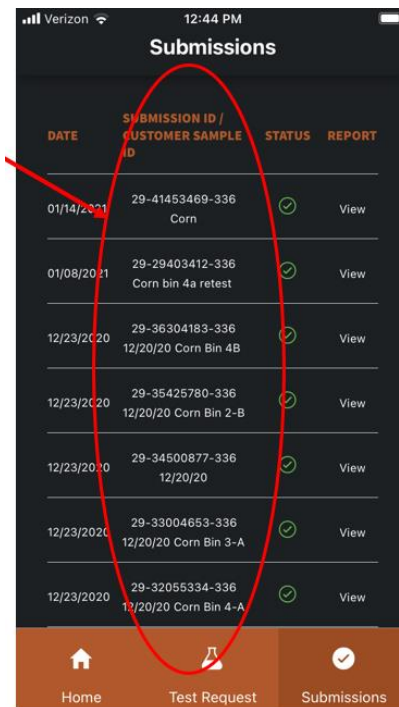 Verizon
12:44 PM
Submissions
DATE
SUBMISSION ID /
CUSTOMER SAMPLE
ID
STATUS
REPORT
01/14/2021
29-41453469-336
Corn
View
01/08/2021
29-29403412-336
Corn bin 4a retest
View
12/23/2020
29-36304183-336
12/20/20 Corn Bin 4B
View
12/23/2020
29-35425780-336
12/20/20 Corn Bin 2-B
View
12/23/2020
29-34500877-336
12/20/20
View
12/23/2020
29-33004653-336
12/20/20 Corn Bin 3-A
View
12/23/2020
29-32055334-336
12/20/20 Corn Bin 4-A
View
Home
Test Request
Submissions